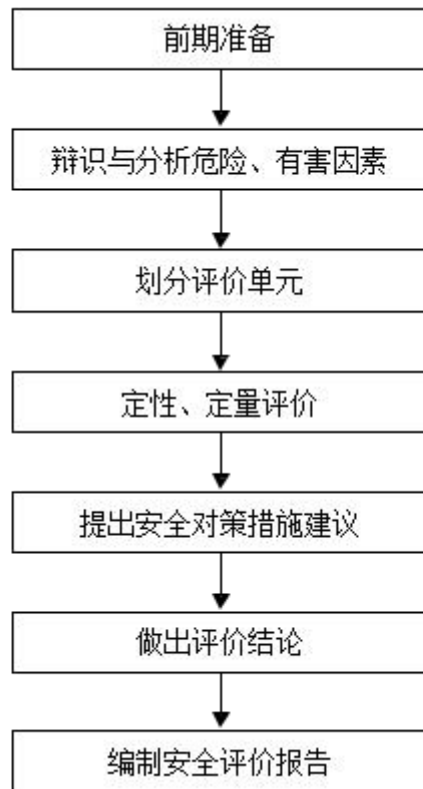 前期准备
辩识与分析危险、有害因素
划分评价单元
定性、定量评价
提出安全对策措施建议
做出评价结论
编制安全评价报告